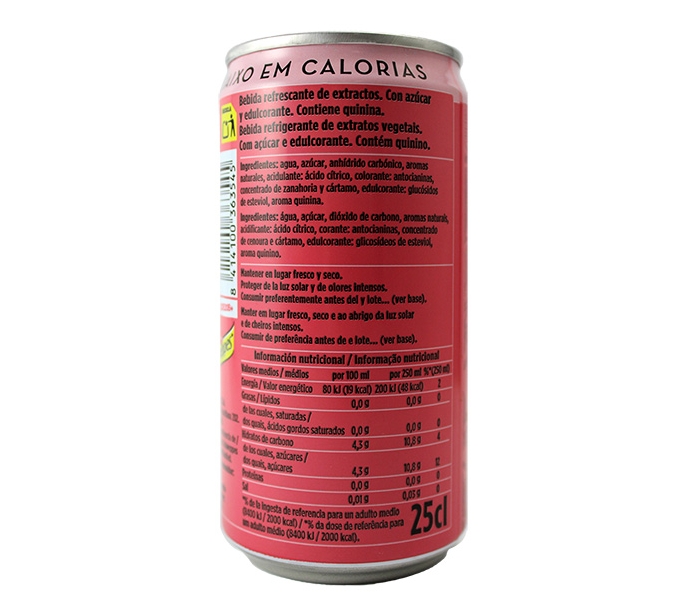 AIXO EM CALORIAS
Bebida refrescante de extractos. Con azúcar
y edulcorante. Contiene quinina.
Bebida refrigerante de extratos vegetais.
Com açúcar e edulcorante. Contém quinino.
Ingredientes: agua, azúcar, anhídrido carbónico, aromas
naturales, acidulante: ácido cítrico, colorante: antocianinas,
concentrado de zanahoria y cártamo, edulcorante: glucósidos
de esteviol, aroma quinina.
Ingredientes: água, açúcar, dióxido de carbono, aromas naturais,
acidificante: ácido cítrico, corante: antocianinas, concentrado
de cenoura e cártamo, edulcorante: glicosídeos de esteviol,
aroma quinino.
8 414100 363545
Mantener en lugar fresco y seco.
Proteger de la luz solar y de olores intensos.
Consumir preferentemente antes del y lote... (ver base).
Manter em lugar fresco, seco e ao abrigo da luz solar
e de cheiros intensos.
Consumir de preferência antes de e lote.... (ver base).
Información nutricional / Informação nutricional
Valores medios / médios por 100 ml por 250 ml %*(250 ml)
Energía / Valor energético 80 kJ (19 kcal) 200 kJ (48 kcal) 2
Grasas / Lípidos 0,0 g 0,0 g 0
de las cuales, saturadas /
dos quais, ácidos gordos saturados 0,0 g 0,0 g 0
Hidratos de carbono 4,3 g 10,8 g 4
de los cuales, azúcares /
dos quais, açúcares 4,3 g 10,8 g 12
Proteínas 0,0 g 0,0 g 0
Sal 0,01 g 0,03 g 0
*% de la ingesta de referencia para un adulto medio
(8400 kJ / 2000 kcal) / *% da dose de referência para
um adulto médio (8400 kJ / 2000 kcal).
25cl